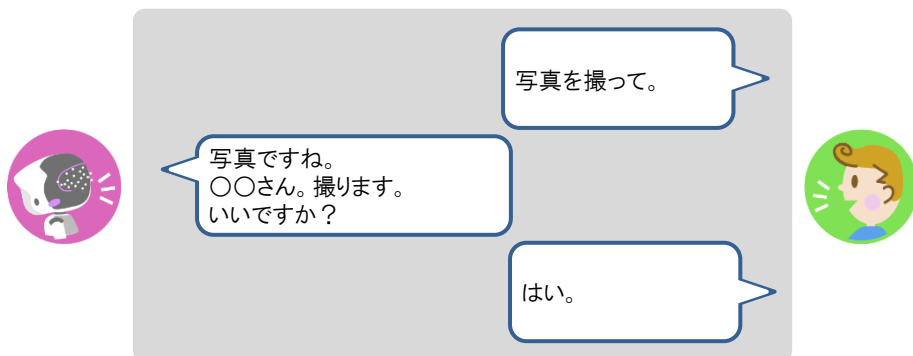 写真を撮って。
写真ですね。
○○さん。撮ります。
いいですか？
はい。